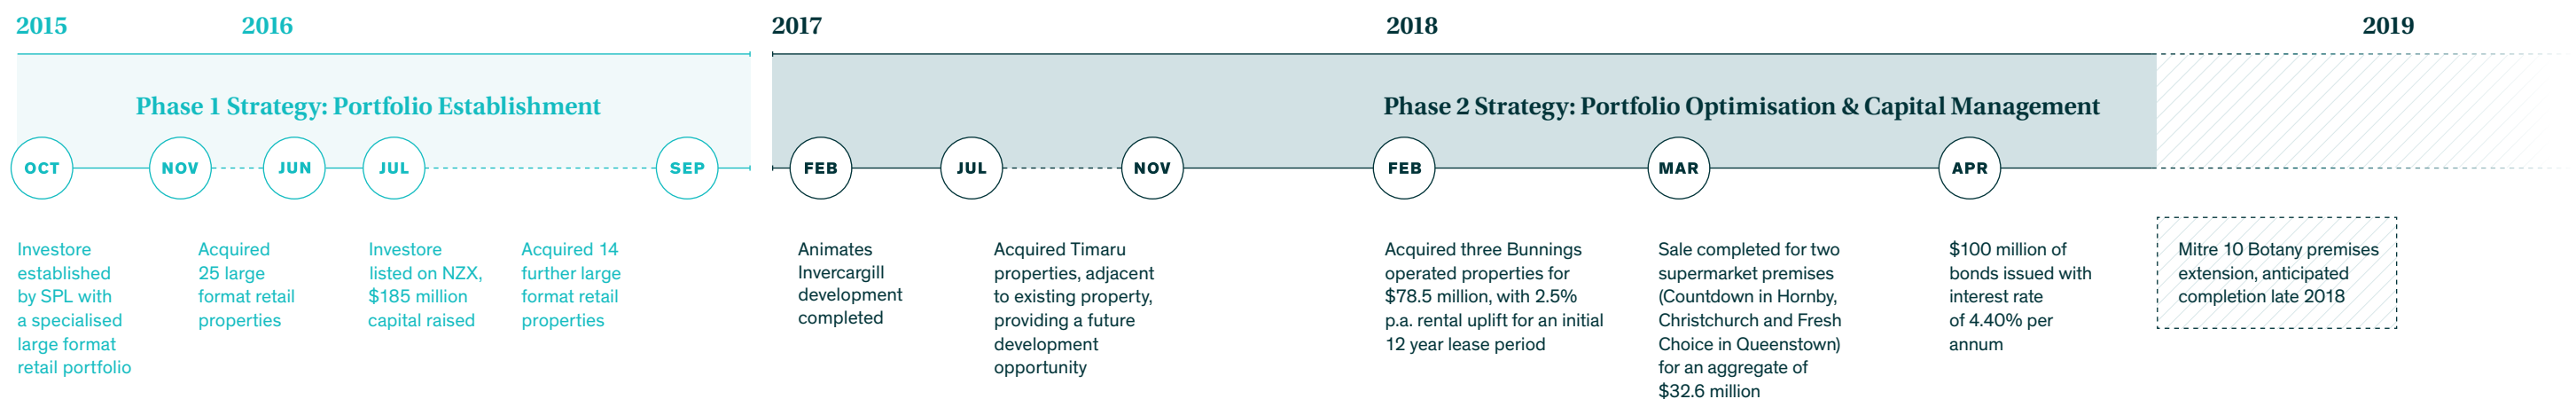 2015
2016
2017
2018
2019
Phase 1 Strategy: Portfolio Establishment
Phase 2 Strategy: Portfolio Optimisation & Capital Management
OCT
NOV
JUN
JUL
SEP
FEB
JUL
NOV
FEB
MAR
APR
Investore
established
by SPL with
a specialised
large format
retail portfolio
Acquired
25 large
format retail
properties
Investore
listed on NZX,
$185 million
capital raised
Acquired 14
further large
format retail
properties
Animates
Invercargill
development
completed
Acquired Timaru
properties, adjacent
to existing property,
providing a future
development
opportunity
Acquired three Bunnings
operated properties for
$78.5 million, with 2.5%
p.a. rental uplift for an initial
12 year lease period
Sale completed for two
supermarket premises
(Countdown in Hornby,
Christchurch and Fresh
Choice in Queenstown)
for an aggregate of
$32.6 million
$100 million of
bonds issued with
interest rate
of 4.40% per
annum
Mitre 10 Botany premises
extension, anticipated
completion late 2018